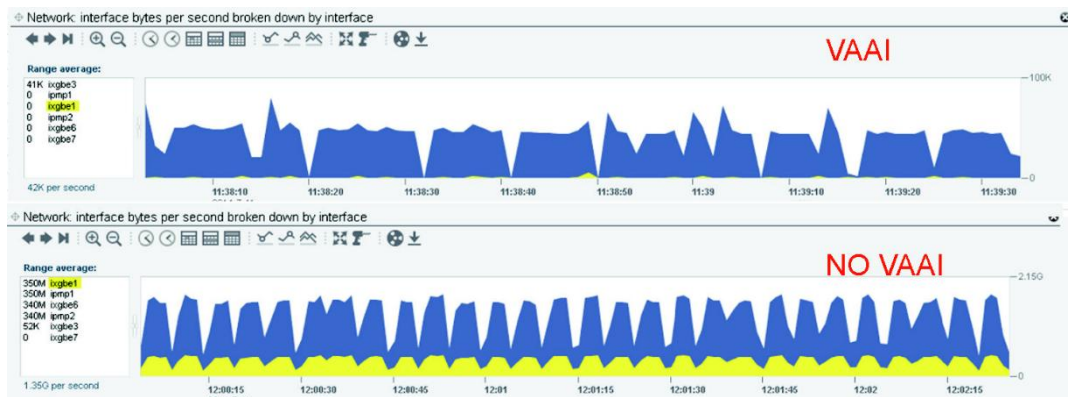 Network: interface bytes per second broken down by interface
VAAI
Range average:
41K ixgbe3
0 ipmp1
0 ixgbe1
0 ipmp2
0 ixgbe6
0 ixgbe7
42K per second
100K
0
11:38:10 11:38:20 11:38:30 11:38:40 11:38:50 11:39 11:39:10 11:39:20 11:39:30
Network: interface bytes per second broken down by interface
NO VAAI
Range average:
350M ixgbe1
350M ipmp1
340M ixgbe6
340M ipmp2
52K ixgbe3
0 ixgbe7
1.35G per second
2.15G
0
12:00:15 12:00:30 12:00:45 12:01 12:01:15 12:01:30 12:01:45 12:02 12:02:15